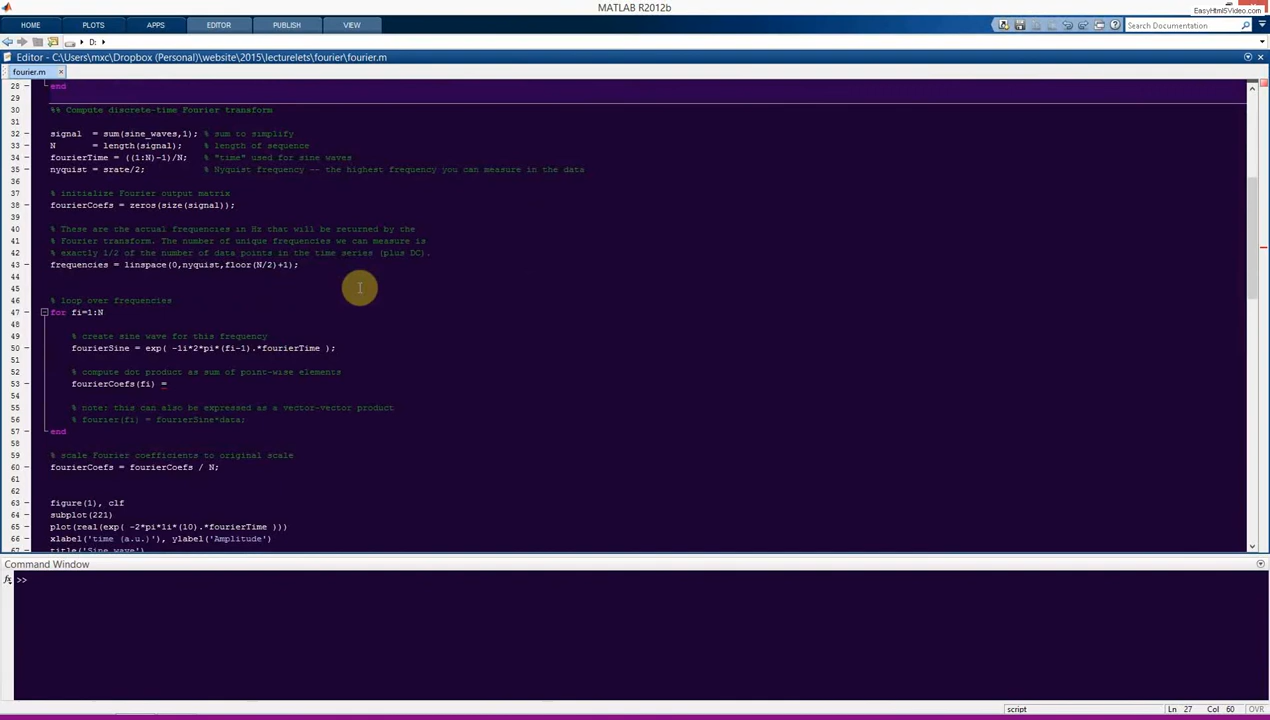 MATLAB R2012b
EasyHtml5Video.com
HOME PLOTS APPS EDITOR PUBLISH VIEW
Search Documentation
D:
Editor - C:\Users\mxc\Dropbox (Personal)\website\2015\lecturelets\fourier\fourier.m
fourier.m x
28 end
29
30 %% Compute discrete-time Fourier transform
31
32 signal = sum(sine_waves,1); % sum to simplify
33 N = length(signal); % length of sequence
34 fourierTime = ((1:N)-1)/N; % "time" used for sine waves
35 nyquist = srate/2; % Nyquist frequency -- the highest frequency you can measure in the data
36
37 % initialize Fourier output matrix
38 fourierCoefs = zeros(size(signal));
39
40 % These are the actual frequencies in Hz that will be returned by the
41 % Fourier transform. The number of unique frequencies we can measure is
42 % exactly 1/2 of the number of data points in the time series (plus DC).
43 frequencies = linspace(0,nyquist,floor(N/2)+1);
44
45
46 % loop over frequencies
47 for fi=1:N
48
49 % create sine wave for this frequency
50 fourierSine = exp( -1i*2*pi*(fi-1).*fourierTime );
51
52 % compute dot product as sum of point-wise elements
53 fourierCoefs(fi) =
54
55 % note: this can also be expressed as a vector-vector product
56 % fourier(fi) = fourierSine*data;
57 end
58
59 % scale Fourier coefficients to original scale
60 fourierCoefs = fourierCoefs / N;
61
62
63 figure(1), clf
64 subplot(221)
65 plot(real(exp( -2*pi*1i*(10).*fourierTime )))
66 xlabel('time (a.u.)'), ylabel('Amplitude')
67 title('Sine wave')
Command Window
fx >>
script Ln 27 Col 60 OVR